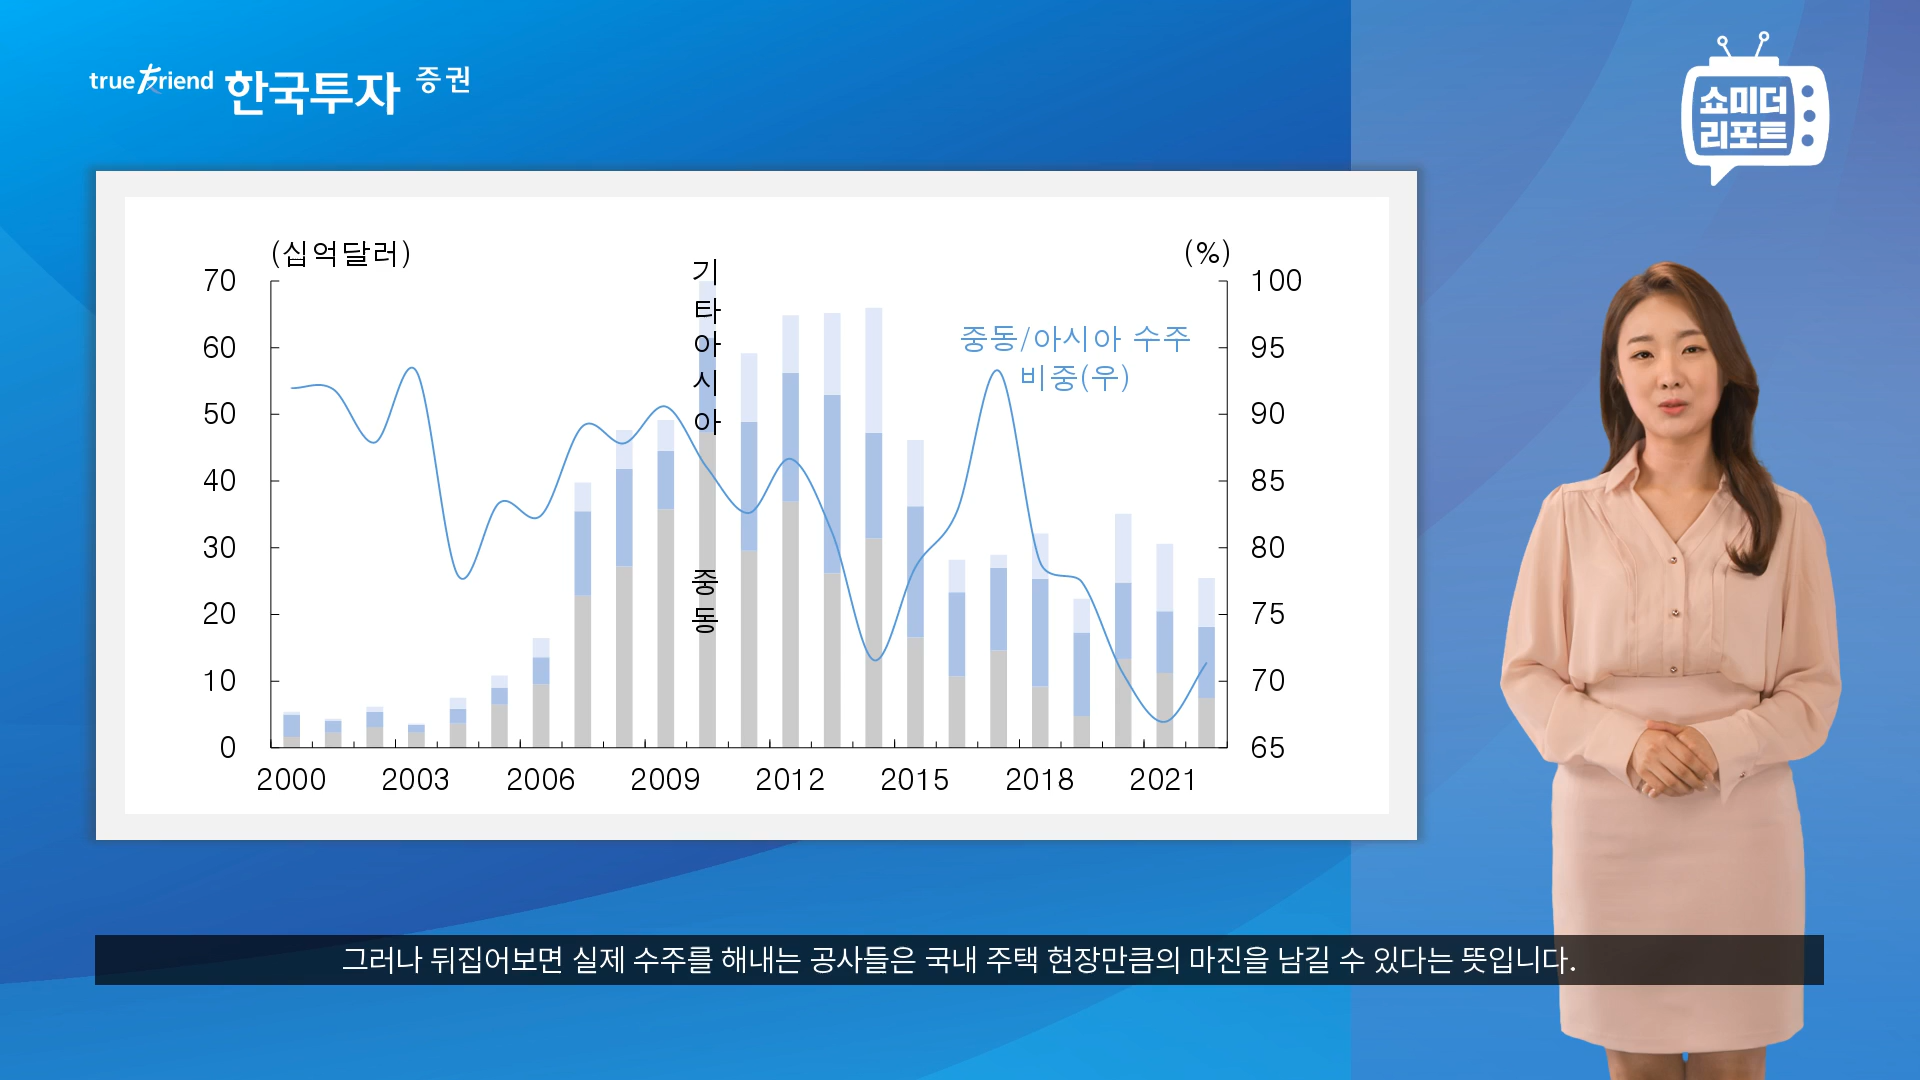 true friend 한국투자 증권
쇼미더
리포트
(십억달러)
(%)
기타 아시아
중동
중동/아시아 수주
비중(우)
70
60
50
40
30
20
10
0
100
95
90
85
80
75
70
65
2000 2003 2006 2009 2012 2015 2018 2021
그러나 뒤집어보면 실제 수주를 해내는 공사들은 국내 주택 현장만큼의 마진을 남길 수 있다는 뜻입니다.